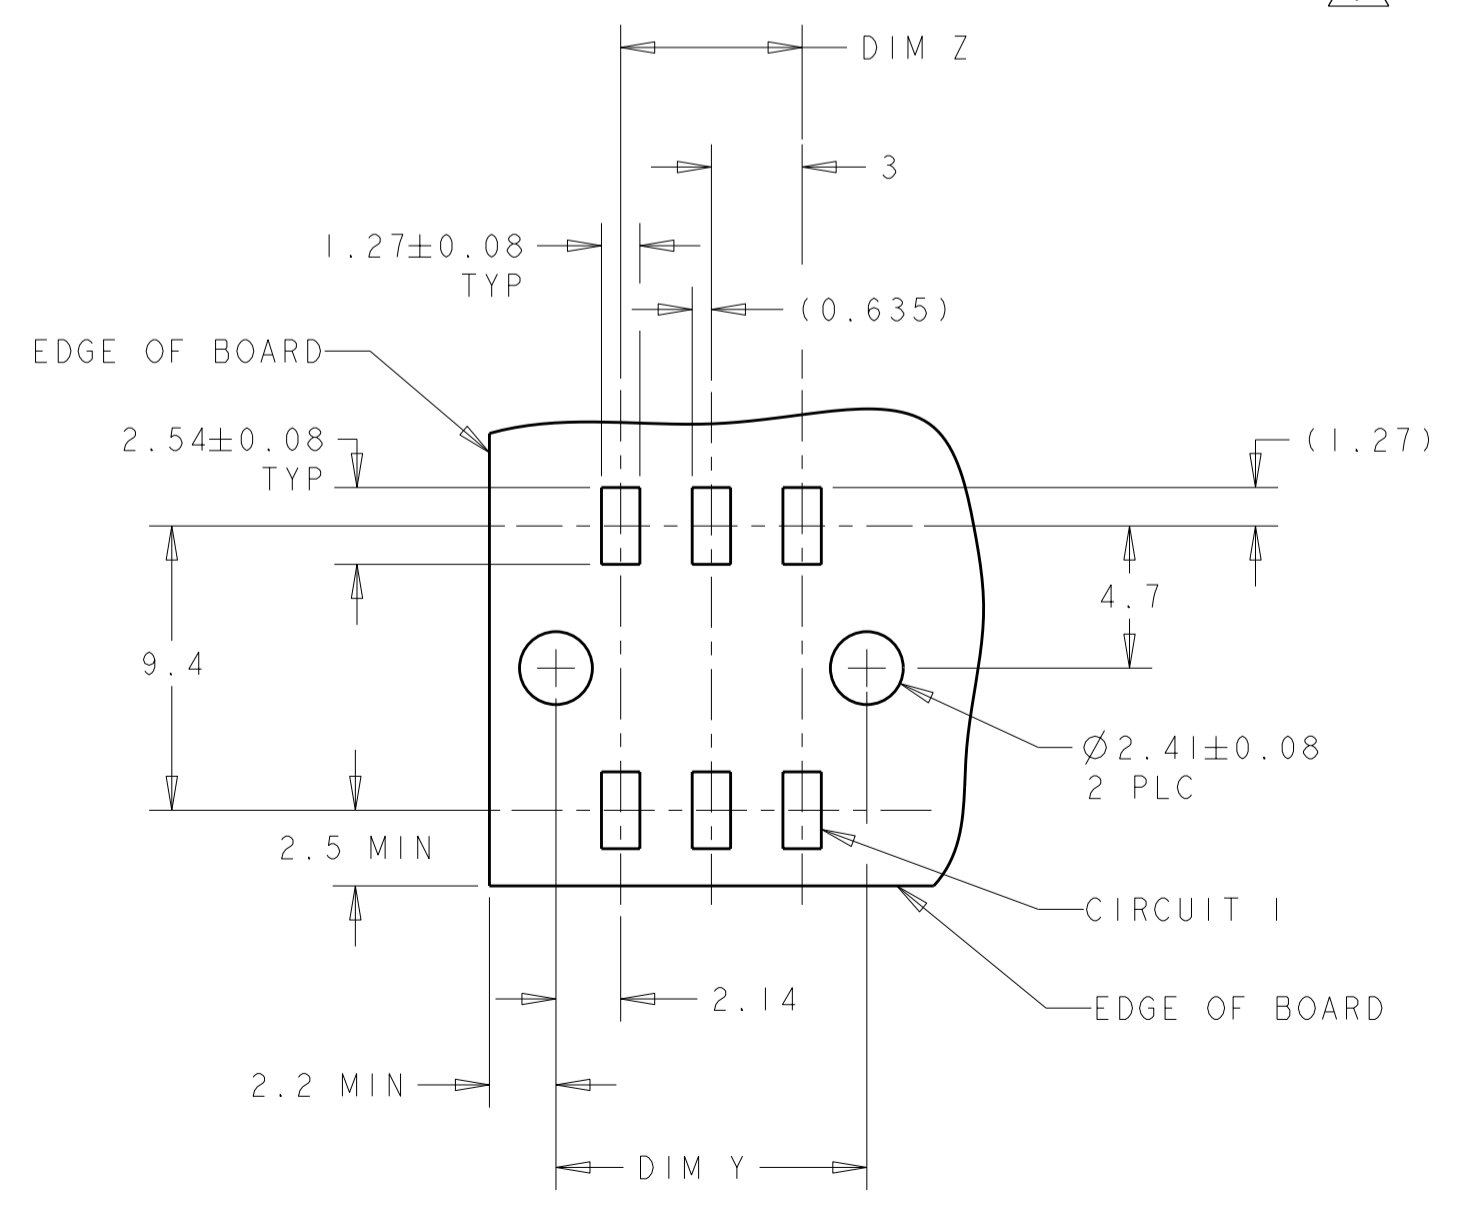 DIM Z
3
1.27±0.08
TYP
(0.635)
EDGE OF BOARD
2.54±0.08
TYP
(1.27)
4.7
9.4
Ø2.41±0.08
2 PLC
2.5 MIN
CIRCUIT 1
2.14
EDGE OF BOARD
2.2 MIN
DIM Y